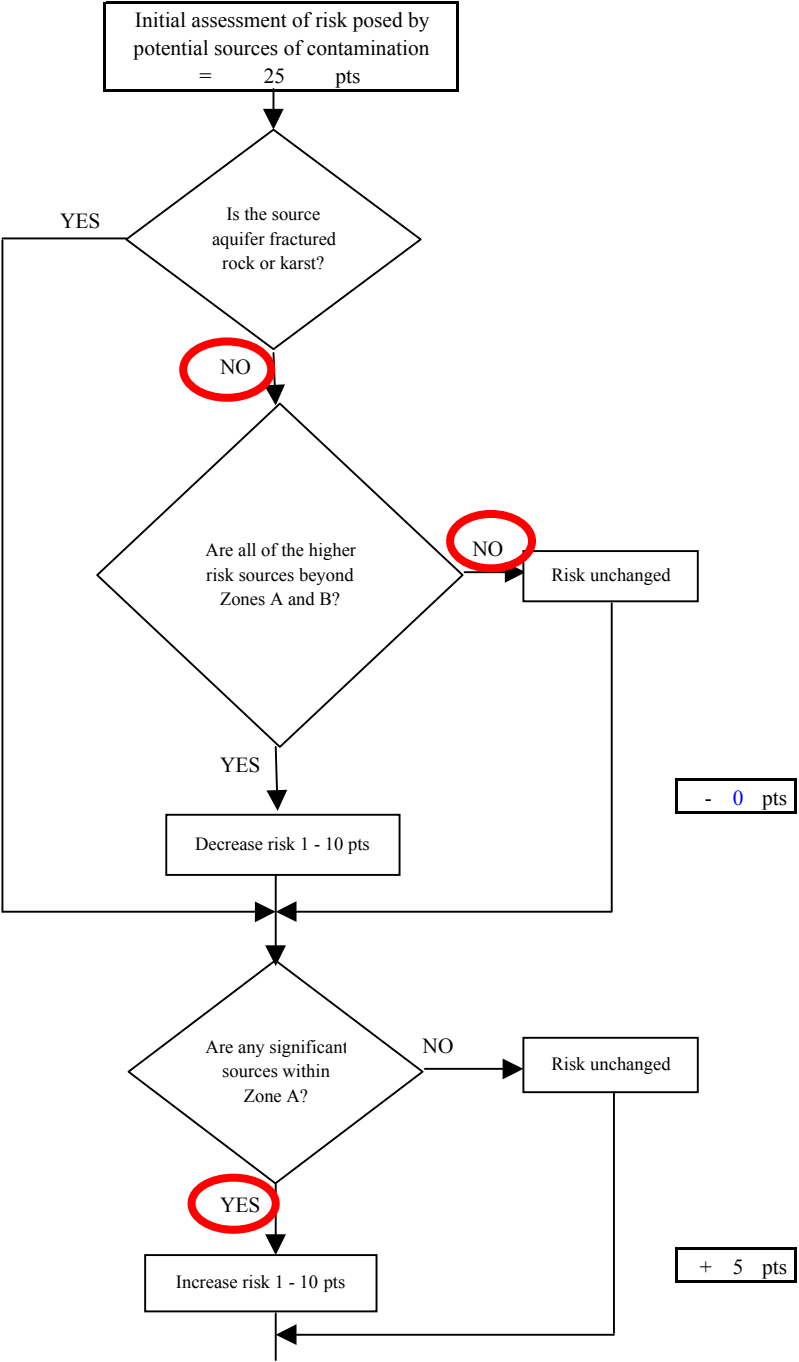 Initial assessment of risk posed by
potential sources of contamination
= 25 pts
YES
Is the source
aquifer fractured
rock or karst?
NO
Are all of the higher
risk sources beyond
Zones A and B?
NO
Risk unchanged
YES
- 0 pts
Decrease risk 1 - 10 pts
Are any significant
sources within
Zone A?
NO
Risk unchanged
YES
+ 5 pts
Increase risk 1 - 10 pts